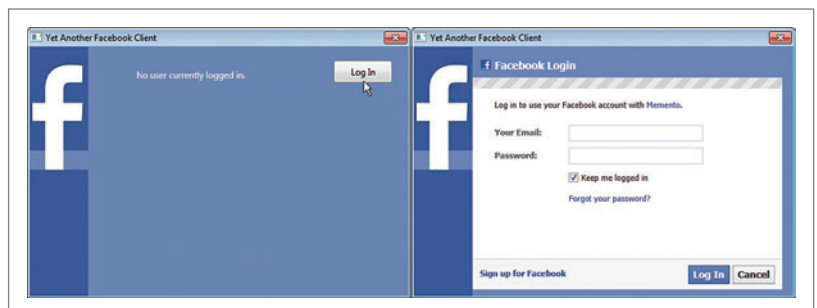 Yet Another Facebook Client
No user currently logged in.
Log In
Yet Another Facebook Client
Facebook Login
Log in to use your Facebook account with Memento.
Your Email:
Password:
Keep me logged in
Forgot your password?
Sign up for Facebook
Log In Cancel